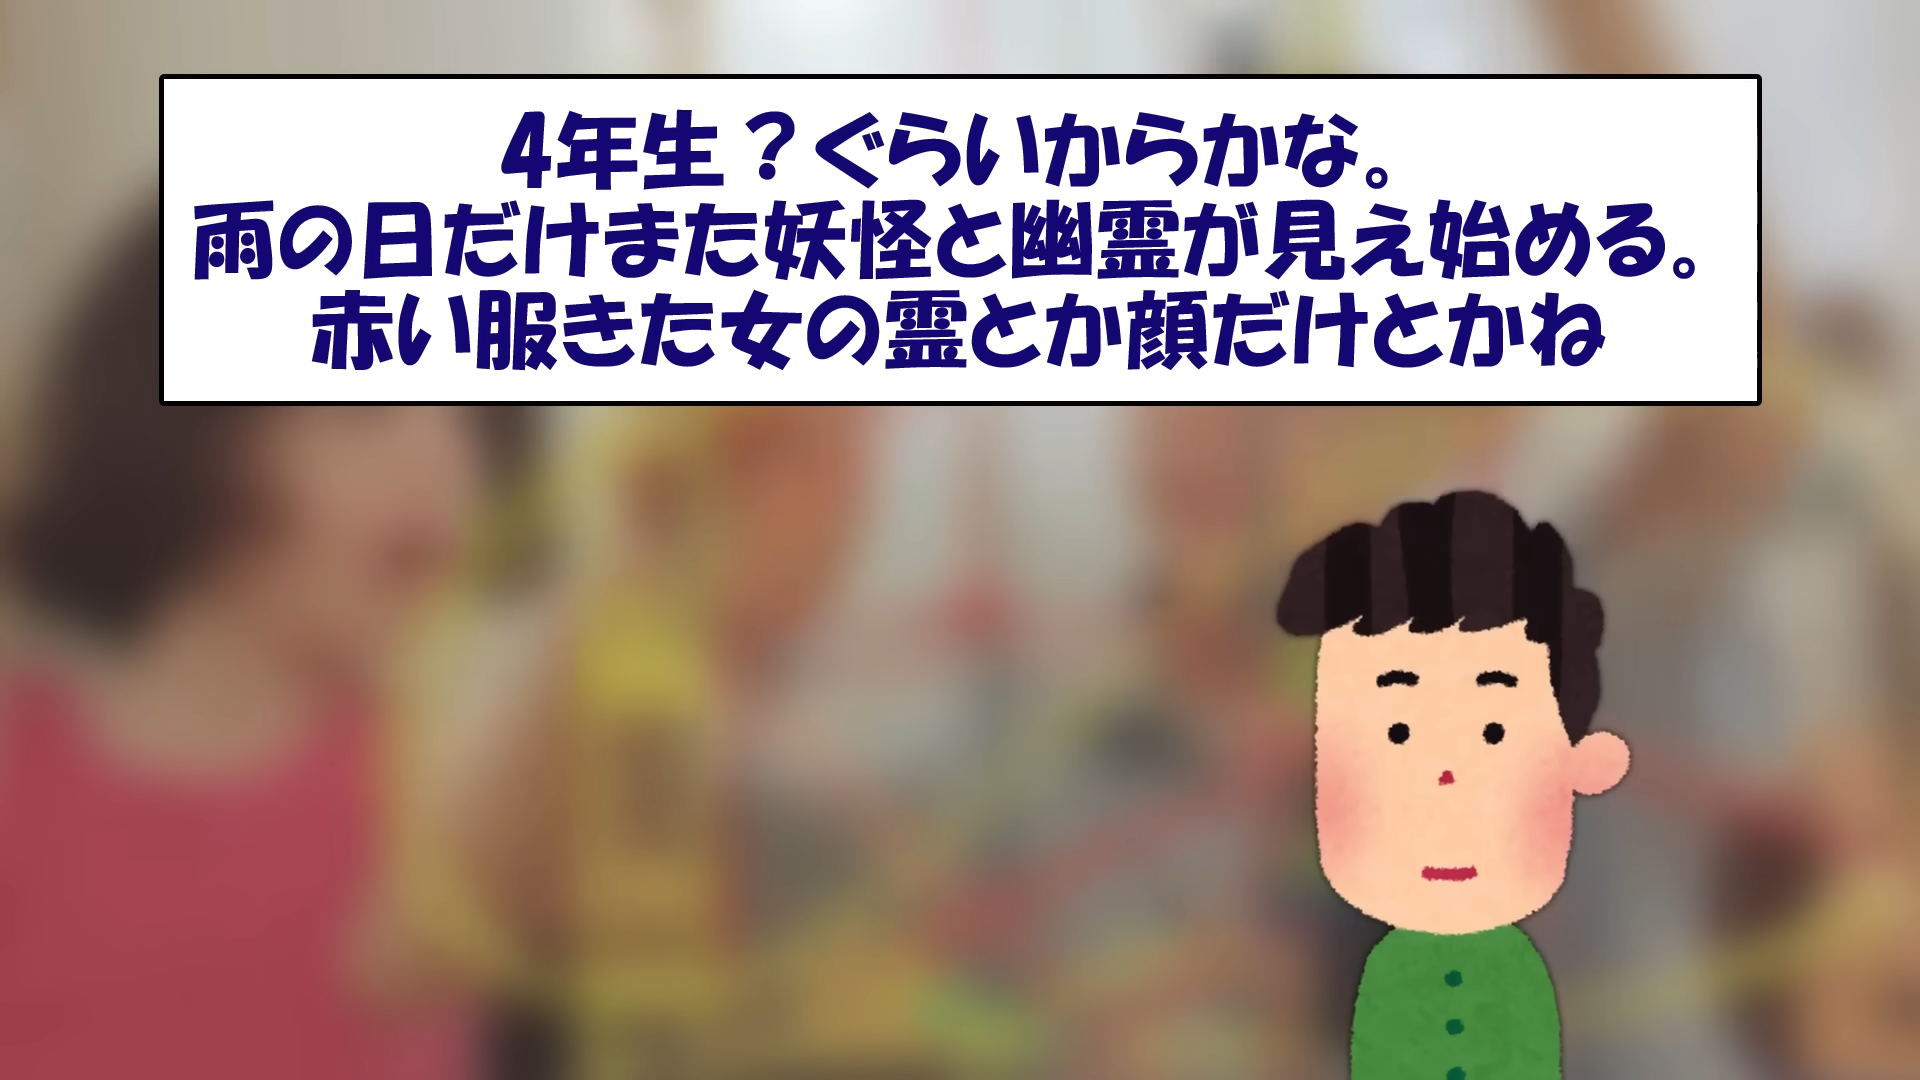 4年生？ぐらいからかな。
雨の日だけまた妖怪と幽霊が見え始める。
赤い服きた女の霊とか顔だけとかね